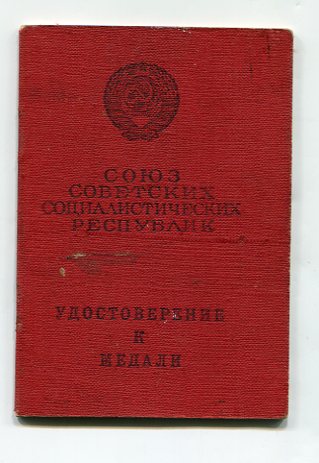 СОЮЗ
СОВЕТСКИХ
СОЦИАЛИСТИЧЕСКИХ
РЕСПУБЛИК
УДОСТОВЕРЕНИЕ
К
МЕДАЛИ